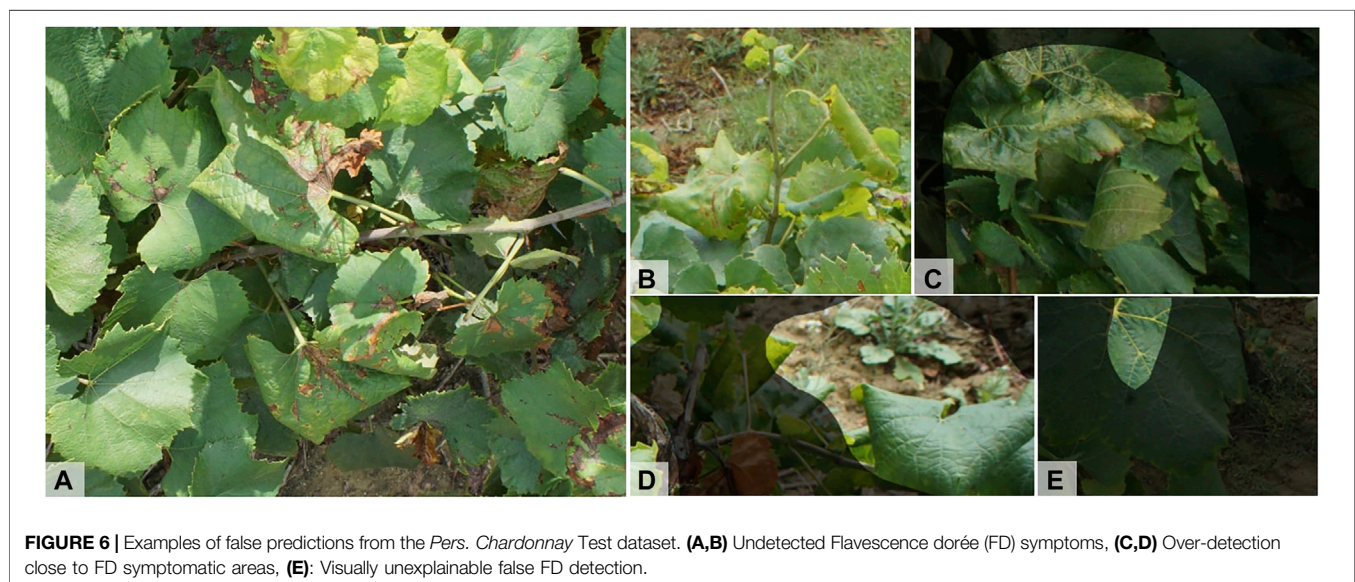 A
B
C
D
E
FIGURE 6 | Examples of false predictions from the Pers. Chardonnay Test dataset. (A,B) Undetected Flavescence dorée (FD) symptoms, (C,D) Over-detection
close to FD symptomatic areas, (E): Visually unexplainable false FD detection.